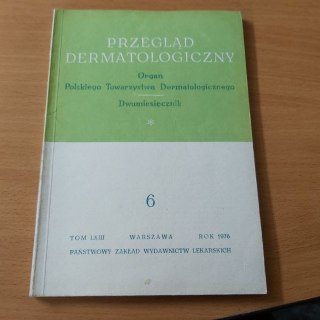 PRZEGLĄD
DERMATOLOGICZNY
Organ
Polskiego Towarzystwa Dermatologicznego
Dwumiesięcznik
*
6
TOM LXIII WARSZAWA ROK 1976
PAŃSTWOWY ZAKŁAD WYDAWNICTW LEKARSKICH